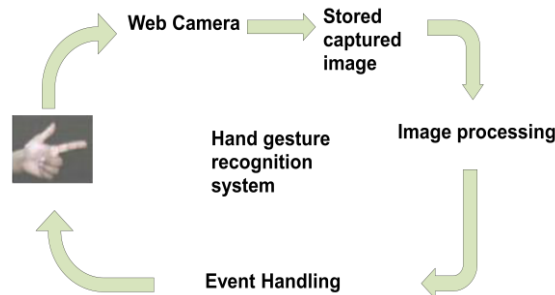 Web Camera
Stored
captured
image
Image processing
Hand gesture
recognition
system
Event Handling